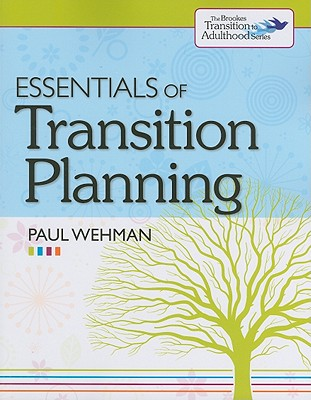 The Brookes
Transition to
Adulthood Series
ESSENTIALS OF
Transition
Planning
PAUL WEHMAN